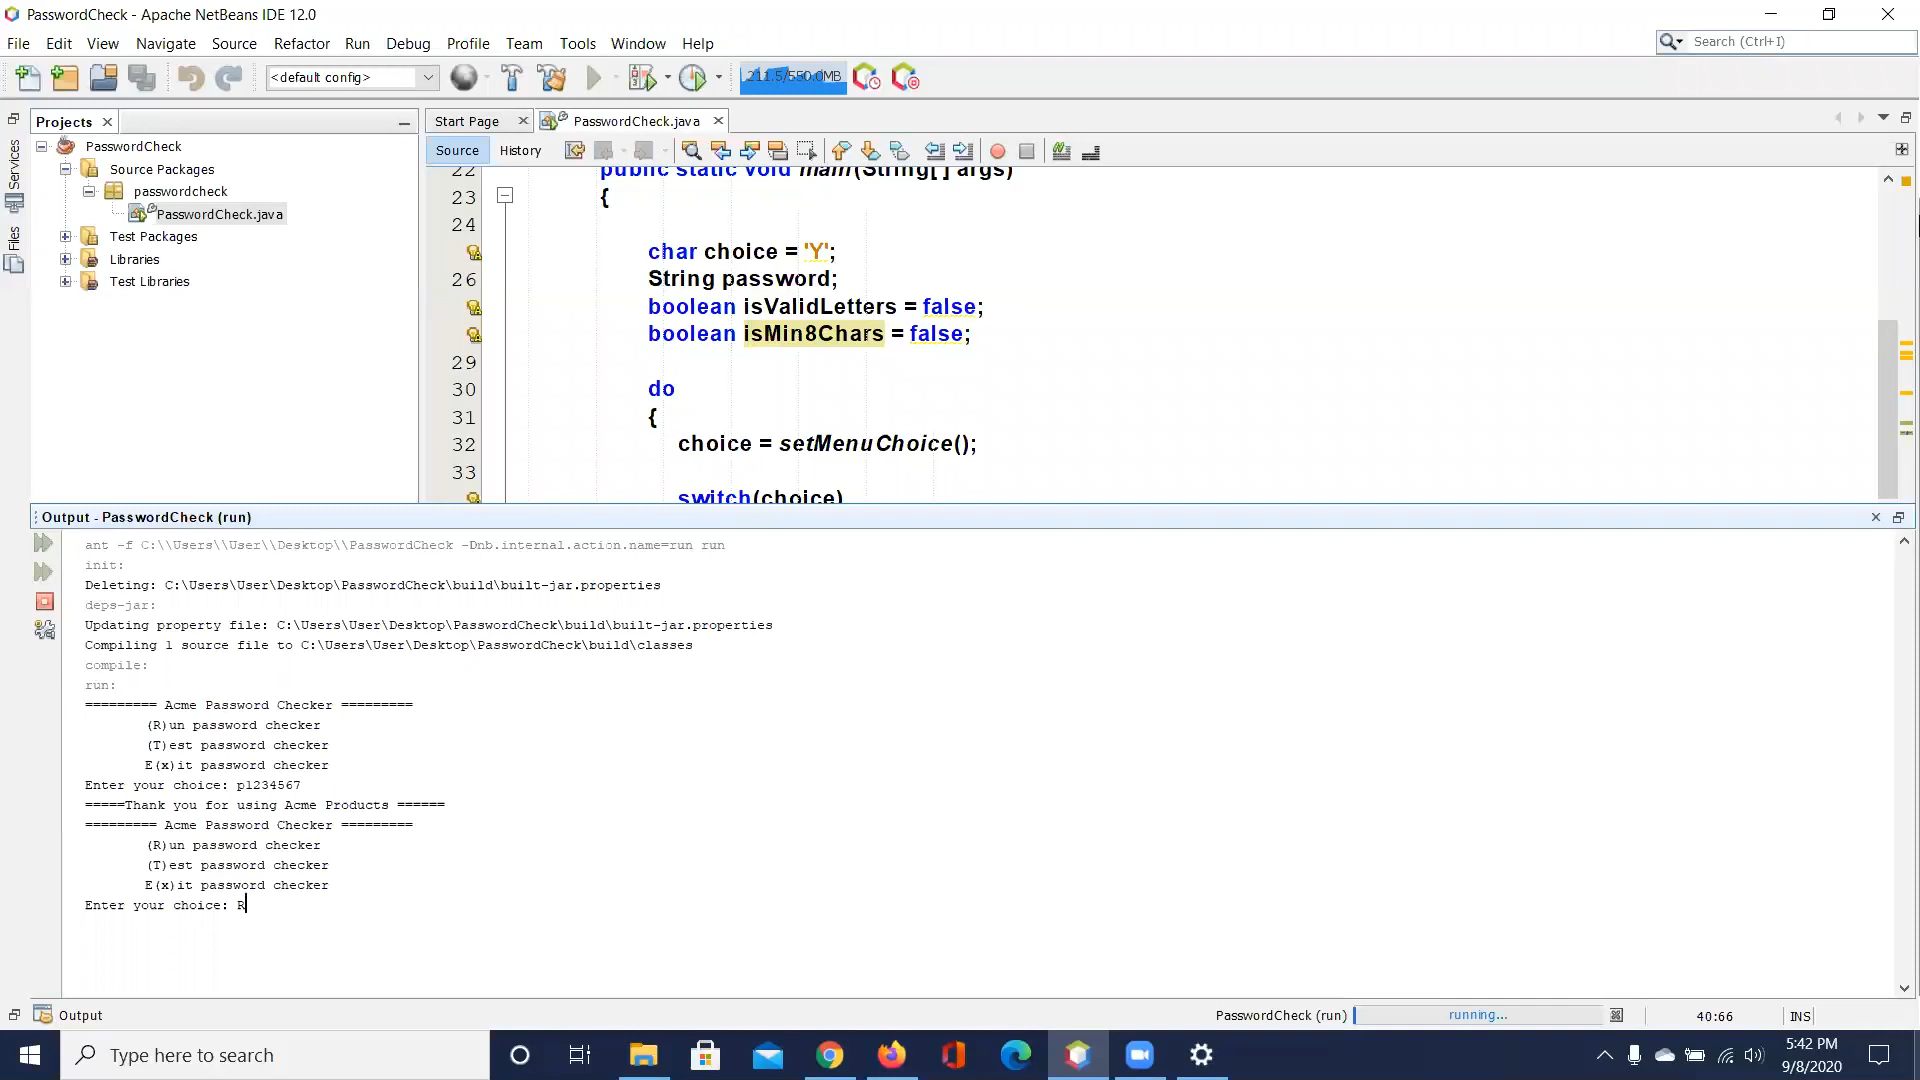 PasswordCheck - Apache NetBeans IDE 12.0
File Edit View Navigate Source Refactor Run Debug Profile Team Tools Window Help
Search (Ctrl+I)
<default config>
211.5/550.0MB
Projects
Start Page
PasswordCheck.java
Services
Files
PasswordCheck
Source Packages
passwordcheck
PasswordCheck.java
Test Packages
Libraries
Test Libraries
Source History
22 public static void main(String[] args)
23 {
24
char choice = 'Y';
26 String password;
boolean isValidLetters = false;
boolean isMin8Chars = false;
29
30 do
31 {
32 choice = setMenuChoice();
33
switch(choice)
Output - PasswordCheck (run)
ant -f C:\\Users\\User\\Desktop\\PasswordCheck -Dnb.internal.action.name=run run
init:
Deleting: C:\Users\User\Desktop\PasswordCheck\build\built-jar.properties
deps-jar:
Updating property file: C:\Users\User\Desktop\PasswordCheck\build\built-jar.properties
Compiling 1 source file to C:\Users\User\Desktop\PasswordCheck\build\classes
compile:
run:
========= Acme Password Checker =========
(R)un password checker
(T)est password checker
E(x)it password checker
Enter your choice: p1234567
=====Thank you for using Acme Products ======
========= Acme Password Checker =========
(R)un password checker
(T)est password checker
E(x)it password checker
Enter your choice: R
Output
PasswordCheck (run) running... 40:66 INS
Type here to search
5:42 PM
9/8/2020